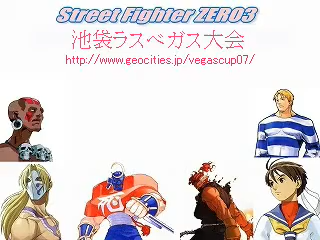 Street Fighter ZERO3
池袋ラスベガス大会
http://www.geocities.jp/vegascup07/